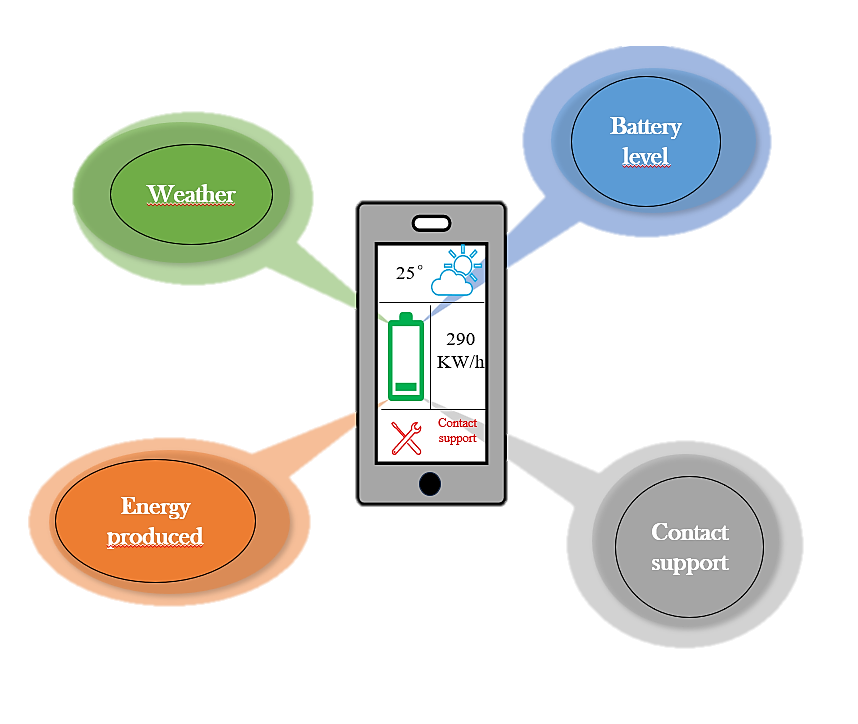 Battery
level
Weather
25°
290
KW/h
Contact
support
Energy
produced
Contact
support